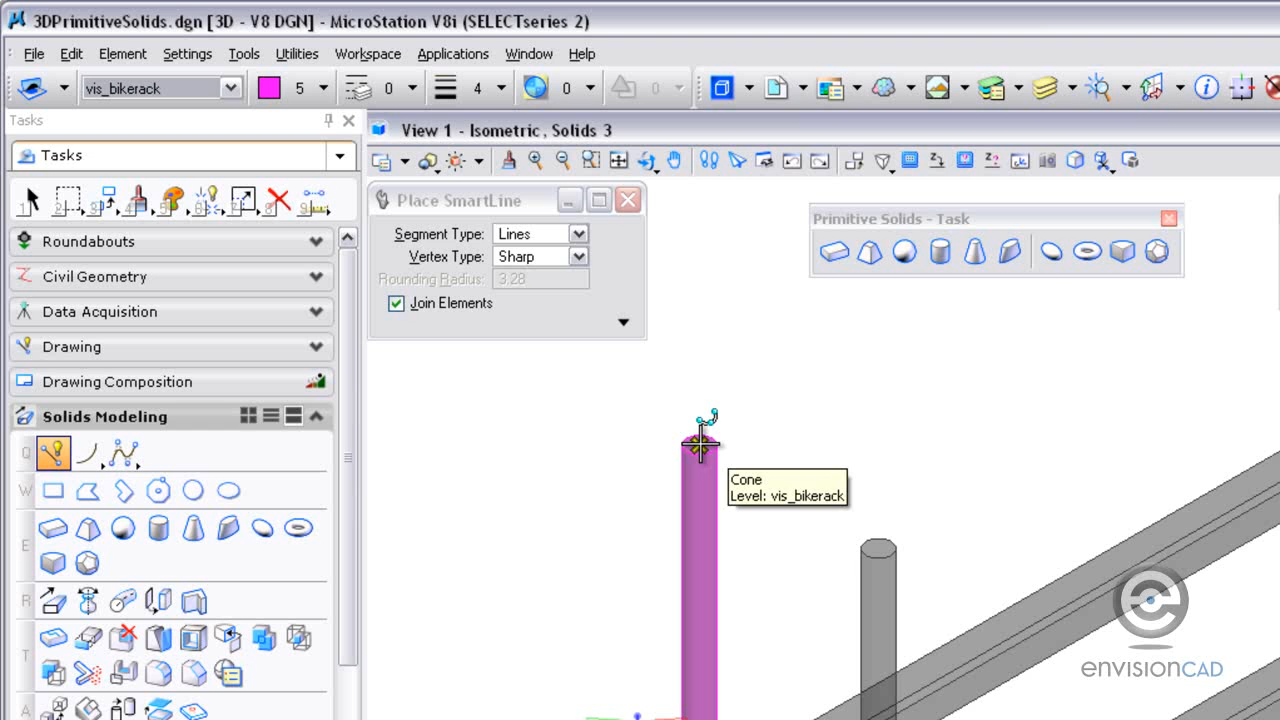 3DPrimitiveSolids.dgn [3D - V8 DGN] - MicroStation V8i (SELECTseries 2)
File Edit Element Settings Tools Utilities Workspace Applications Window Help
vis_bikerack 5 0 4 0 0
Tasks
View 1 - Isometric, Solids 3
Tasks
Place SmartLine
Segment Type: Lines
Vertex Type: Sharp
Rounding Radius: 3.28
Join Elements
Primitive Solids - Task
Roundabouts
Civil Geometry
Data Acquisition
Drawing
Drawing Composition
Solids Modeling
Q
W
E
R
T
A
Cone
Level: vis_bikerack
envisionCAD